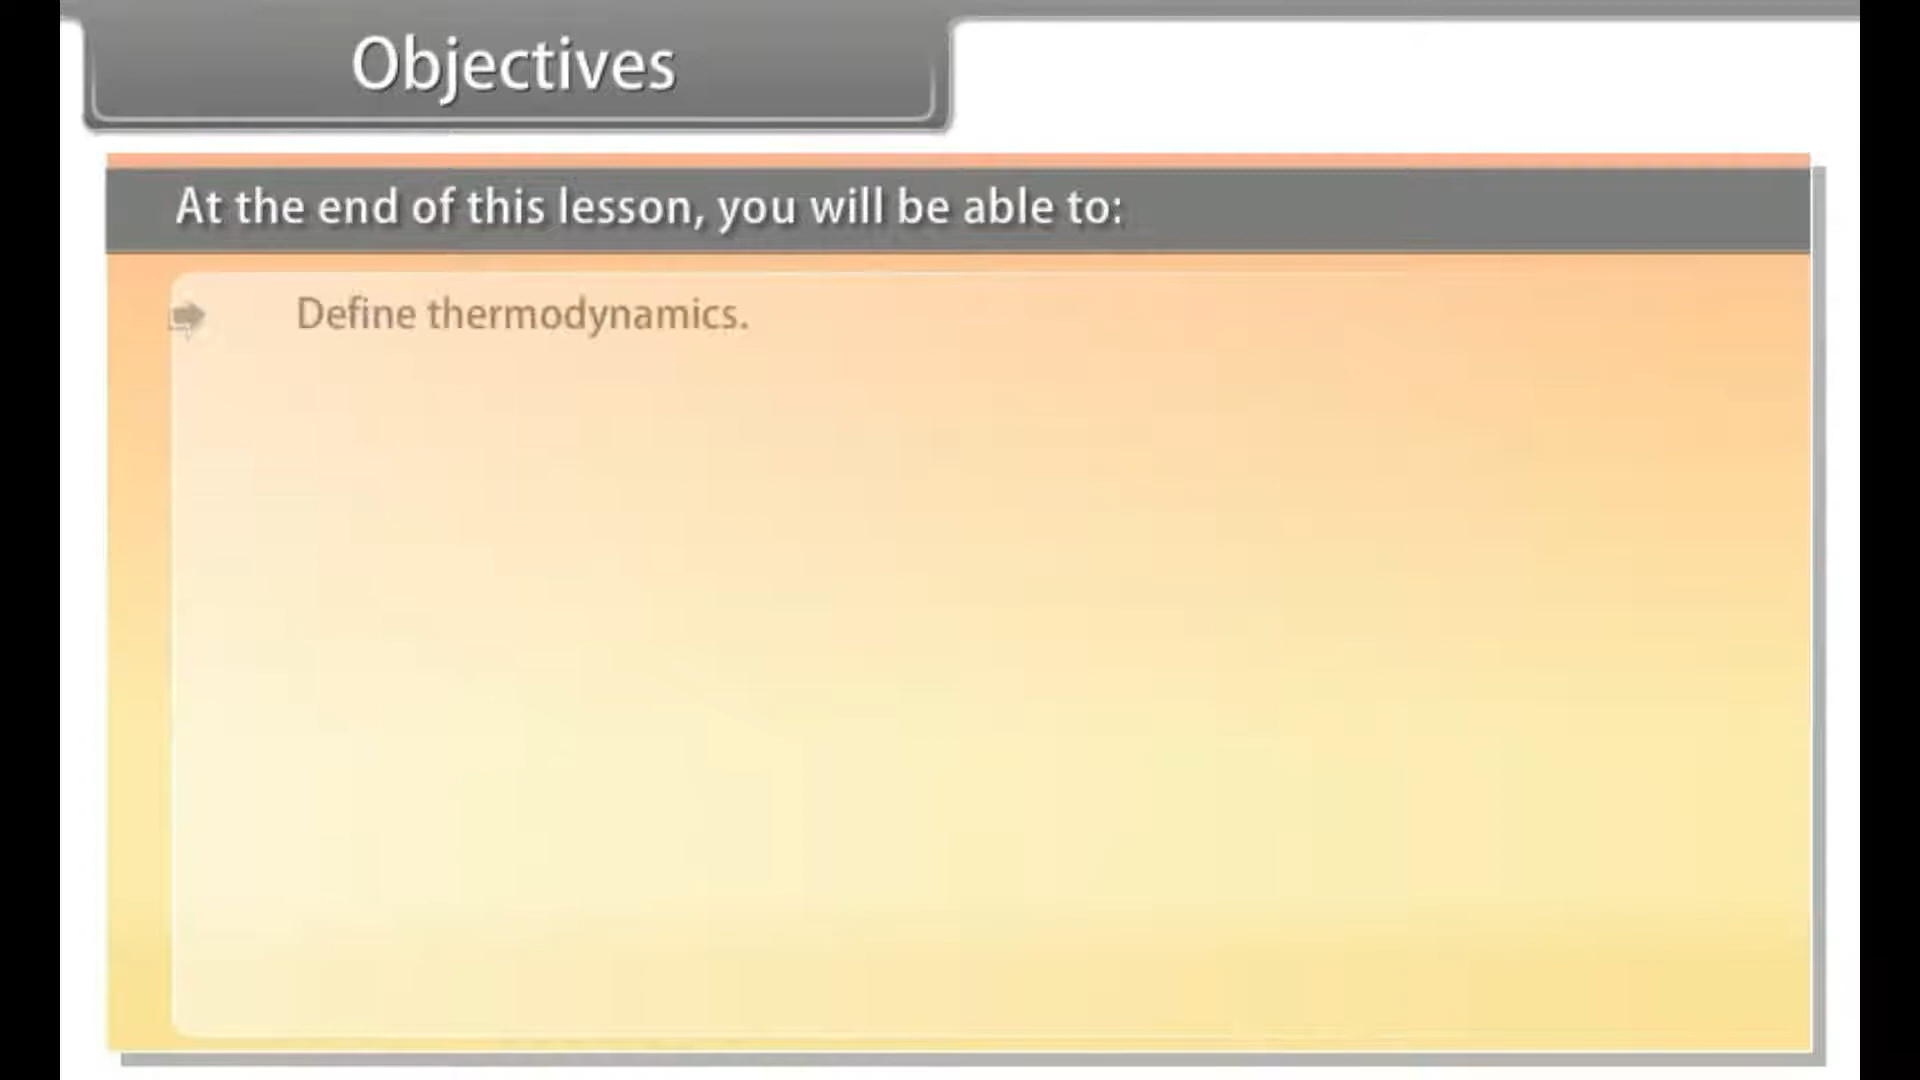 Objectives
At the end of this lesson, you will be able to:
Define thermodynamics.